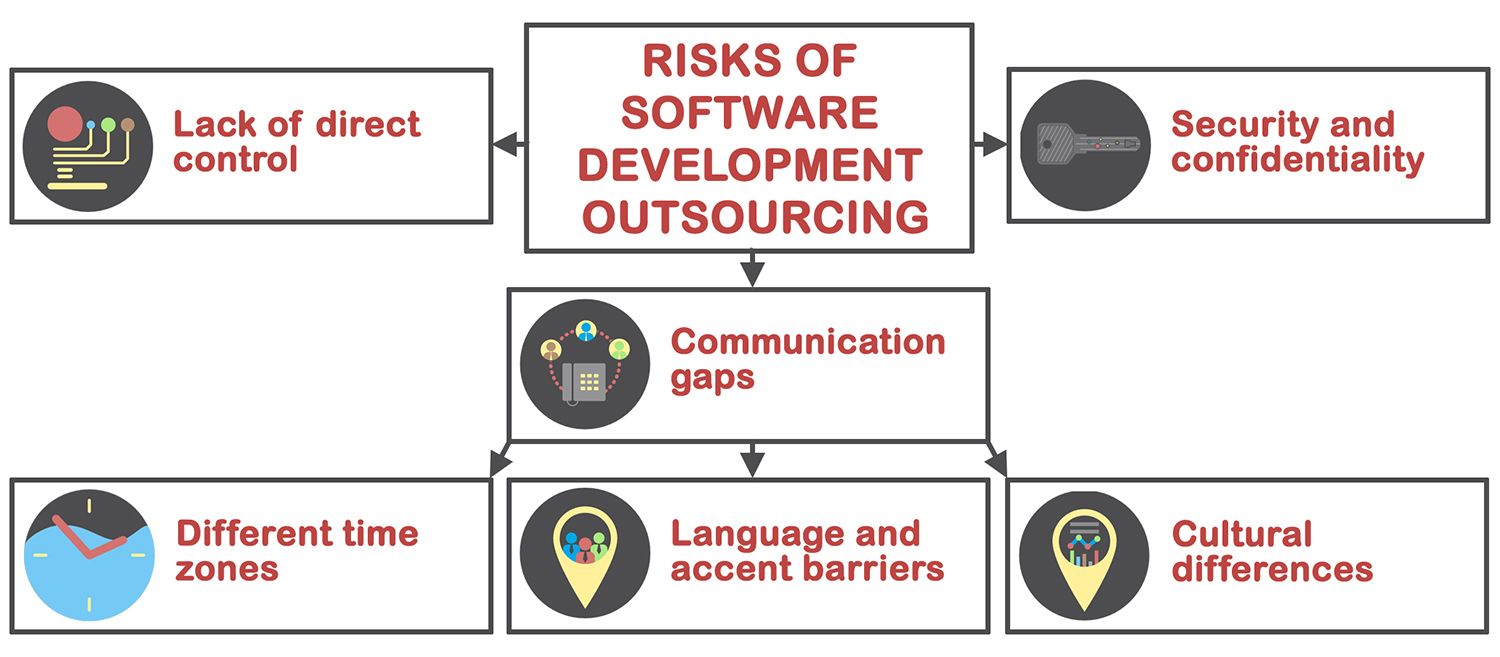 RISKS OF
SOFTWARE
DEVELOPMENT
OUTSOURCING
Lack of direct
control
Security and
confidentiality
Communication
gaps
Different time
zones
Language and
accent barriers
Cultural
differences